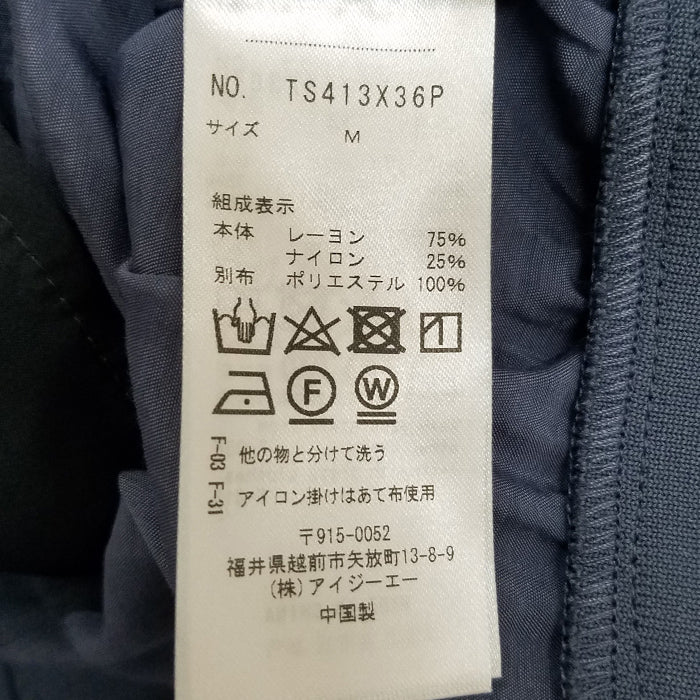 NO. TS413X36P
サイズ M
組成表示
本体 レーヨン 75%
ナイロン 25%
別布 ポリエステル 100%
F
W
F-03 F-31
他の物と分けて洗う
アイロン掛けはあて布使用
〒915-0052
福井県越前市矢放町13-8-9
(株)アイジーエー
中国製